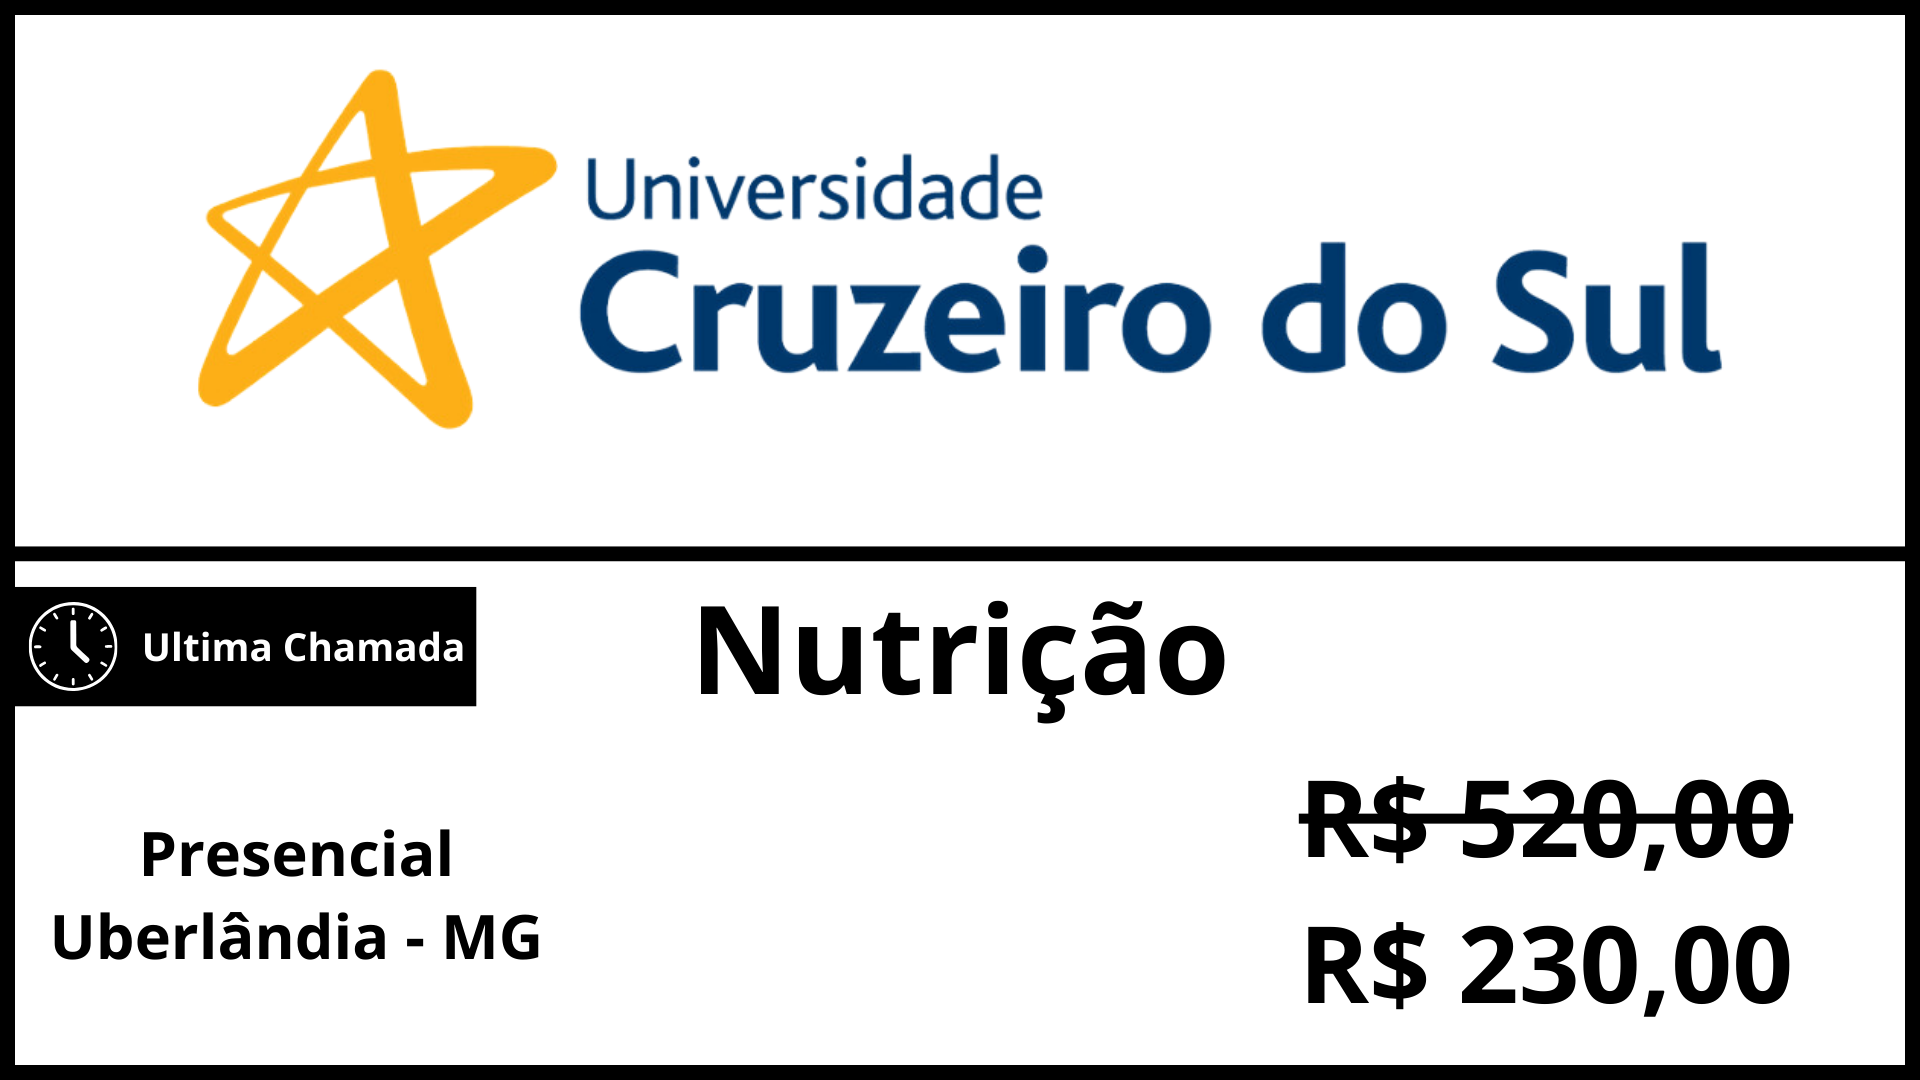 Universidade
Cruzeiro do Sul
Ultima Chamada
Nutrição
Presencial
Uberlândia - MG
R$ 520,00
R$ 230,00